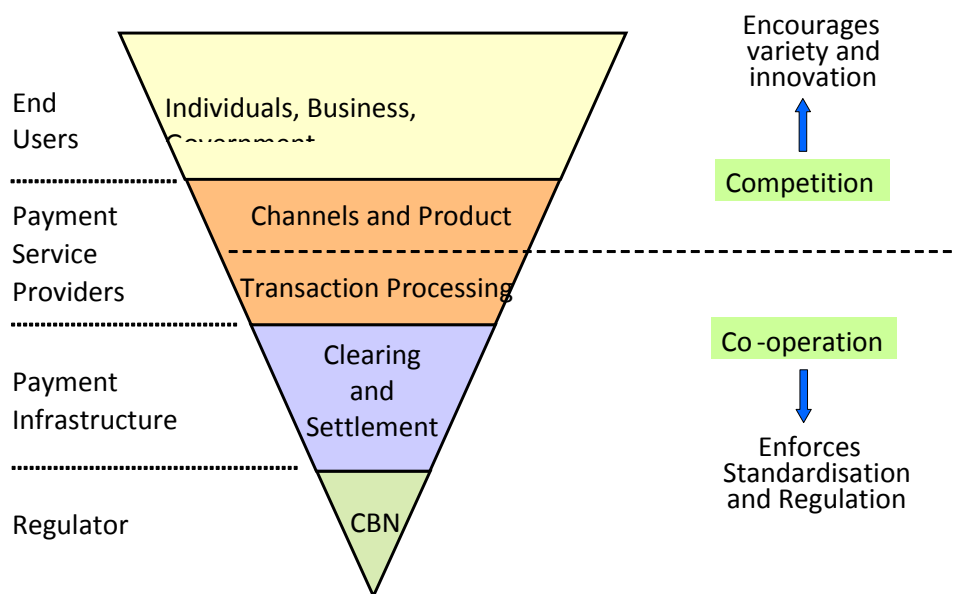 End
Users
Individuals, Business,
Payment
Service
Providers
Channels and Product
Transaction Processing
Payment
Infrastructure
Clearing
and
Settlement
Regulator
CBN
Encourages
variety and
innovation
Competition
Co-operation
Enforces
Standardisation
and Regulation